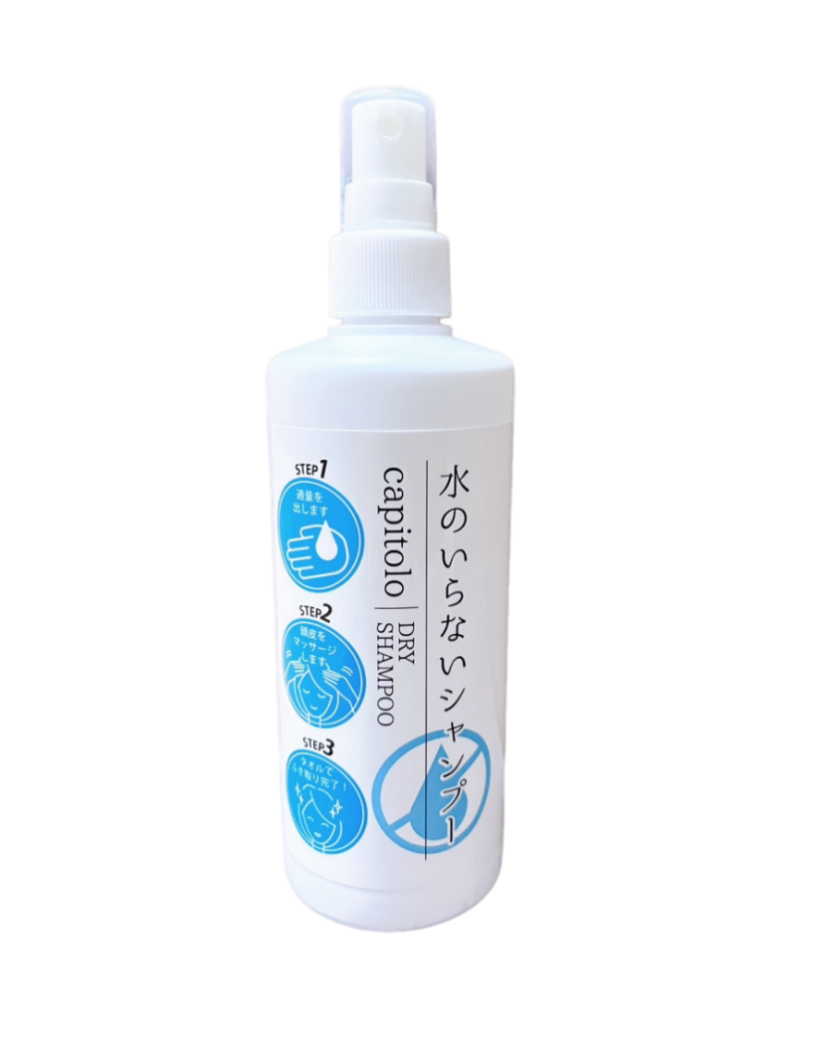 水のいらないシャンプー
capitolo
DRY
SHAMPOO
STEP1
適量を
出します
STEP2
頭皮を
マッサージ
します
STEP3
タオルで
ふき取り完了！